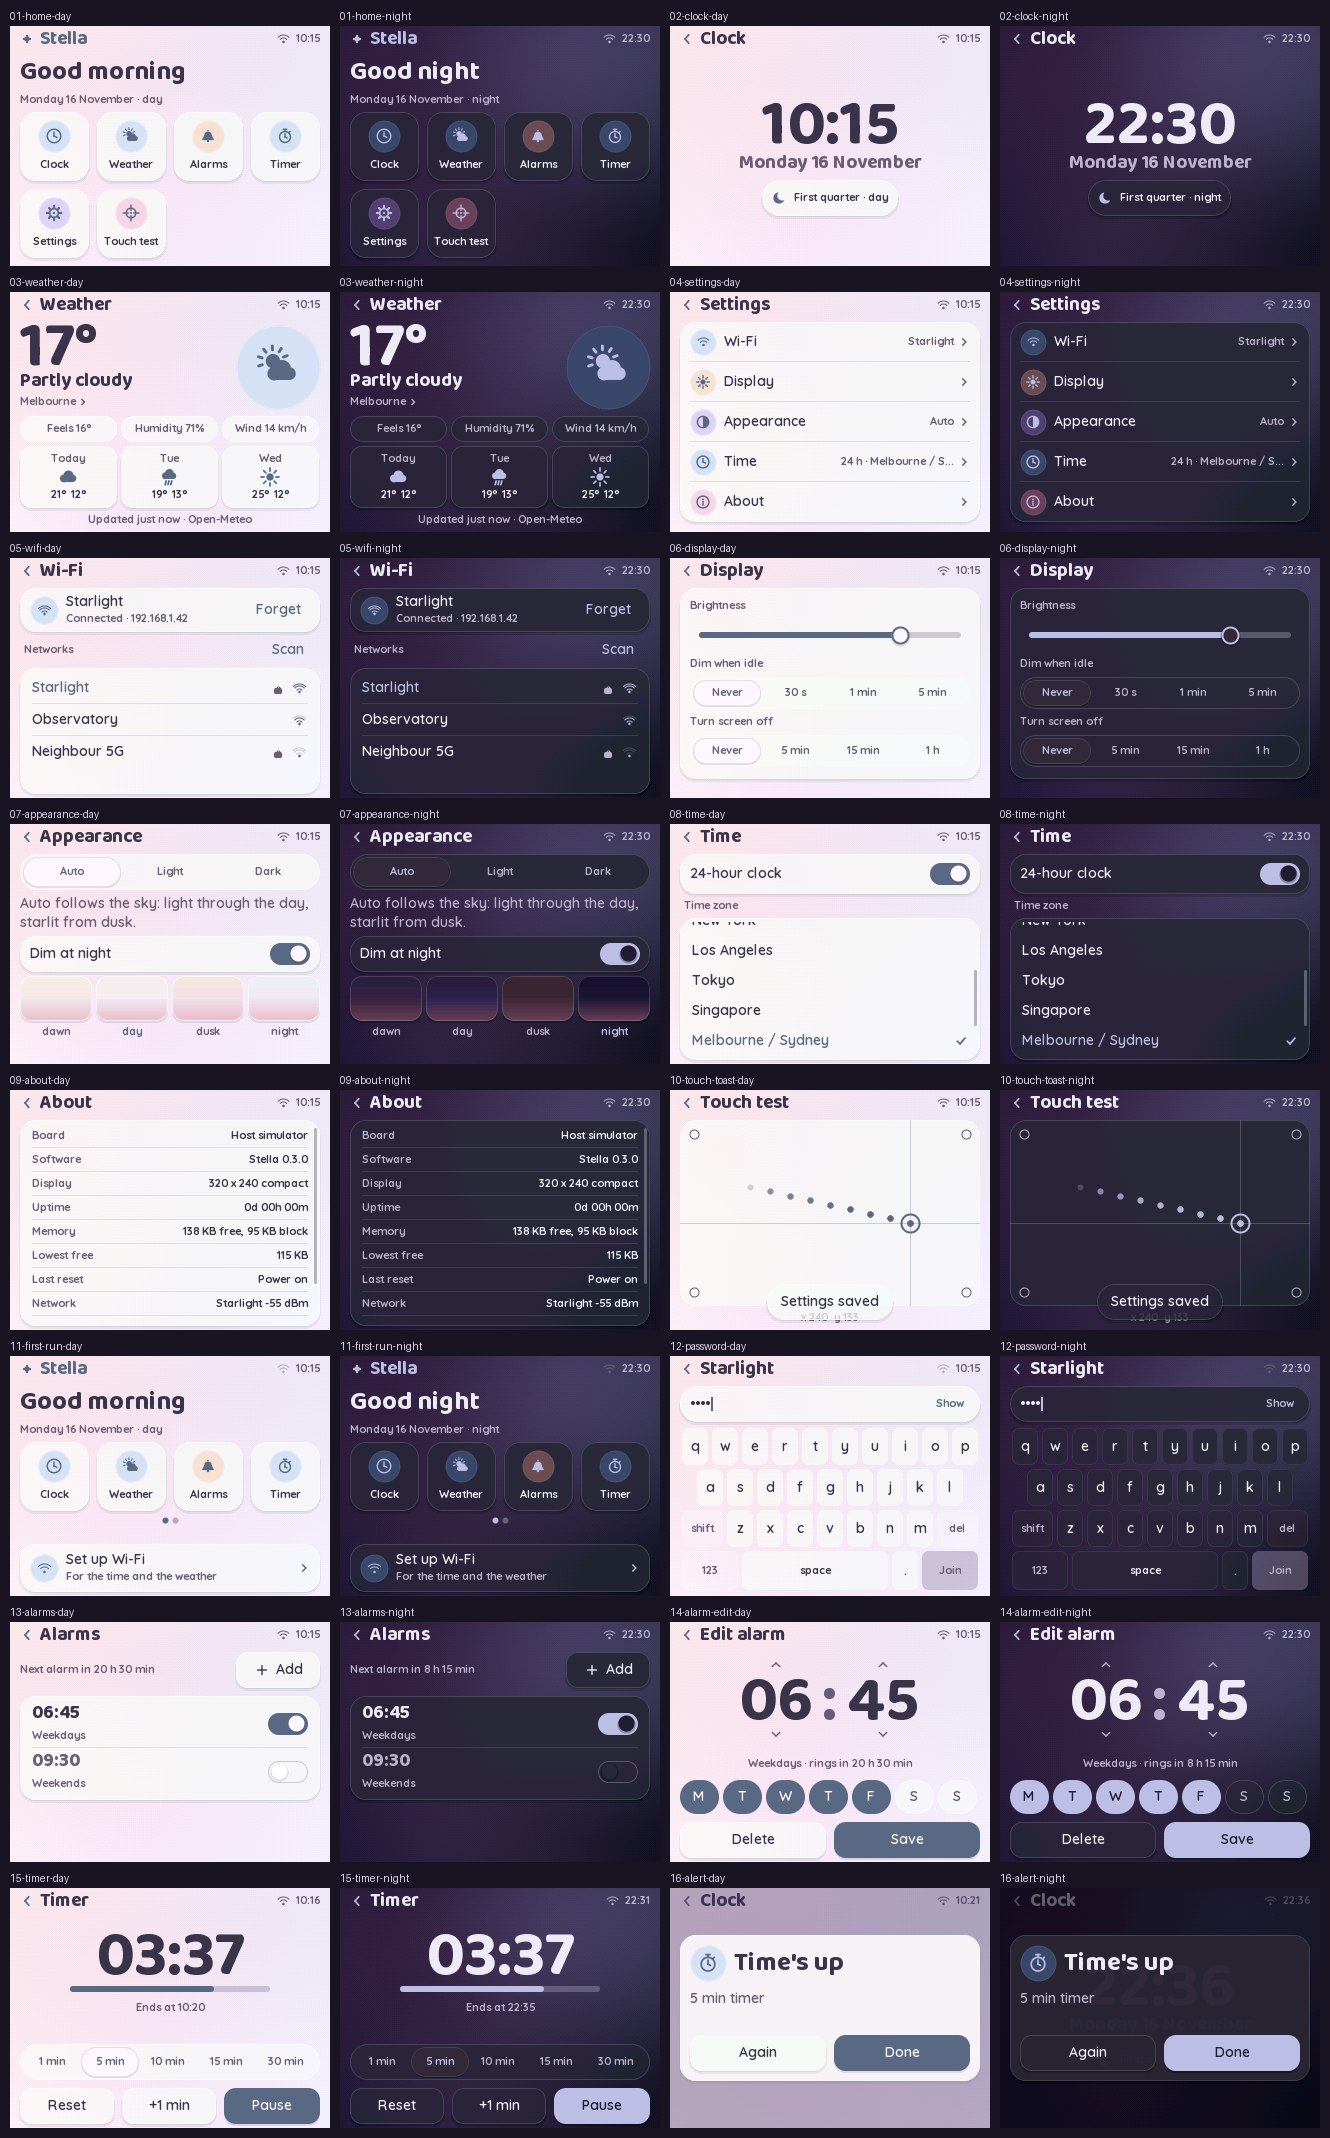 01-home-day
Stella
10:15
Good morning
Monday 16 November · day
Clock
Weather
Alarms
Timer
Settings
Touch test
01-home-night
Stella
22:30
Good night
Monday 16 November · night
Clock
Weather
Alarms
Timer
Settings
Touch test
02-clock-day
Clock
10:15
10:15
Monday 16 November
First quarter · day
02-clock-night
Clock
22:30
22:30
Monday 16 November
First quarter · night
03-weather-day
Weather
10:15
17°
Partly cloudy
Melbourne
Feels 16°
Humidity 71%
Wind 14 km/h
Today
Tue
Wed
21° 12°
19° 13°
25° 12°
Updated just now · Open-Meteo
03-weather-night
Weather
22:30
17°
Partly cloudy
Melbourne
Feels 16°
Humidity 71%
Wind 14 km/h
Today
Tue
Wed
21° 12°
19° 13°
25° 12°
Updated just now · Open-Meteo
04-settings-day
Settings
10:15
Wi-Fi
Starlight
Display
Appearance
Auto
Time
24 h · Melbourne / S...
About
04-settings-night
Settings
22:30
Wi-Fi
Starlight
Display
Appearance
Auto
Time
24 h · Melbourne / S...
About
05-wifi-day
Wi-Fi
10:15
Starlight
Connected · 192.168.1.42
Forget
Networks
Scan
Starlight
Observatory
Neighbour 5G
05-wifi-night
Wi-Fi
22:30
Starlight
Connected · 192.168.1.42
Forget
Networks
Scan
Starlight
Observatory
Neighbour 5G
06-display-day
Display
10:15
Brightness
Dim when idle
Never
30 s
1 min
5 min
Turn screen off
Never
5 min
15 min
1 h
06-display-night
Display
22:30
Brightness
Dim when idle
Never
30 s
1 min
5 min
Turn screen off
Never
5 min
15 min
1 h
07-appearance-day
Appearance
10:15
Auto
Light
Dark
Auto follows the sky: light through the day,
starlit from dusk.
Dim at night
dawn
day
dusk
night
07-appearance-night
Appearance
22:30
Auto
Light
Dark
Auto follows the sky: light through the day,
starlit from dusk.
Dim at night
dawn
day
dusk
night
08-time-day
Time
10:15
24-hour clock
Time zone
New York
Los Angeles
Tokyo
Singapore
Melbourne / Sydney
08-time-night
Time
22:30
24-hour clock
Time zone
New York
Los Angeles
Tokyo
Singapore
Melbourne / Sydney
09-about-day
About
10:15
Board
Host simulator
Software
Stella 0.3.0
Display
320 x 240 compact
Uptime
0d 00h 00m
Memory
138 KB free, 95 KB block
Lowest free
115 KB
Last reset
Power on
Network
Starlight -55 dBm
09-about-night
About
22:30
Board
Host simulator
Software
Stella 0.3.0
Display
320 x 240 compact
Uptime
0d 00h 00m
Memory
138 KB free, 95 KB block
Lowest free
115 KB
Last reset
Power on
Network
Starlight -55 dBm
10-touch-toast-day
Touch test
10:15
Settings saved
x 240 y 133
10-touch-toast-night
Touch test
22:30
Settings saved
x 240 y 133
11-first-run-day
Stella
10:15
Good morning
Monday 16 November · day
Clock
Weather
Alarms
Timer
Set up Wi-Fi
For the time and the weather
11-first-run-night
Stella
22:30
Good night
Monday 16 November · night
Clock
Weather
Alarms
Timer
Set up Wi-Fi
For the time and the weather
12-password-day
Starlight
10:15
••••
Show
q w e r t y u i o p
a s d f g h j k l
shift z x c v b n m del
123 space . Join
12-password-night
Starlight
22:30
••••
Show
q w e r t y u i o p
a s d f g h j k l
shift z x c v b n m del
123 space . Join
13-alarms-day
Alarms
10:15
Next alarm in 20 h 30 min
+ Add
06:45
Weekdays
09:30
Weekends
13-alarms-night
Alarms
22:30
Next alarm in 8 h 15 min
+ Add
06:45
Weekdays
09:30
Weekends
14-alarm-edit-day
Edit alarm
10:15
06:45
Weekdays · rings in 20 h 30 min
M T W T F S S
Delete
Save
14-alarm-edit-night
Edit alarm
22:30
06:45
Weekdays · rings in 8 h 15 min
M T W T F S S
Delete
Save
15-timer-day
Timer
10:16
03:37
Ends at 10:20
1 min
5 min
10 min
15 min
30 min
Reset
+1 min
Pause
15-timer-night
Timer
22:31
03:37
Ends at 22:35
1 min
5 min
10 min
15 min
30 min
Reset
+1 min
Pause
16-alert-day
Clock
10:21
Time's up
5 min timer
Again
Done
16-alert-night
Clock
22:36
Time's up
22:36
5 min timer
Monday 16 November
Again
Done